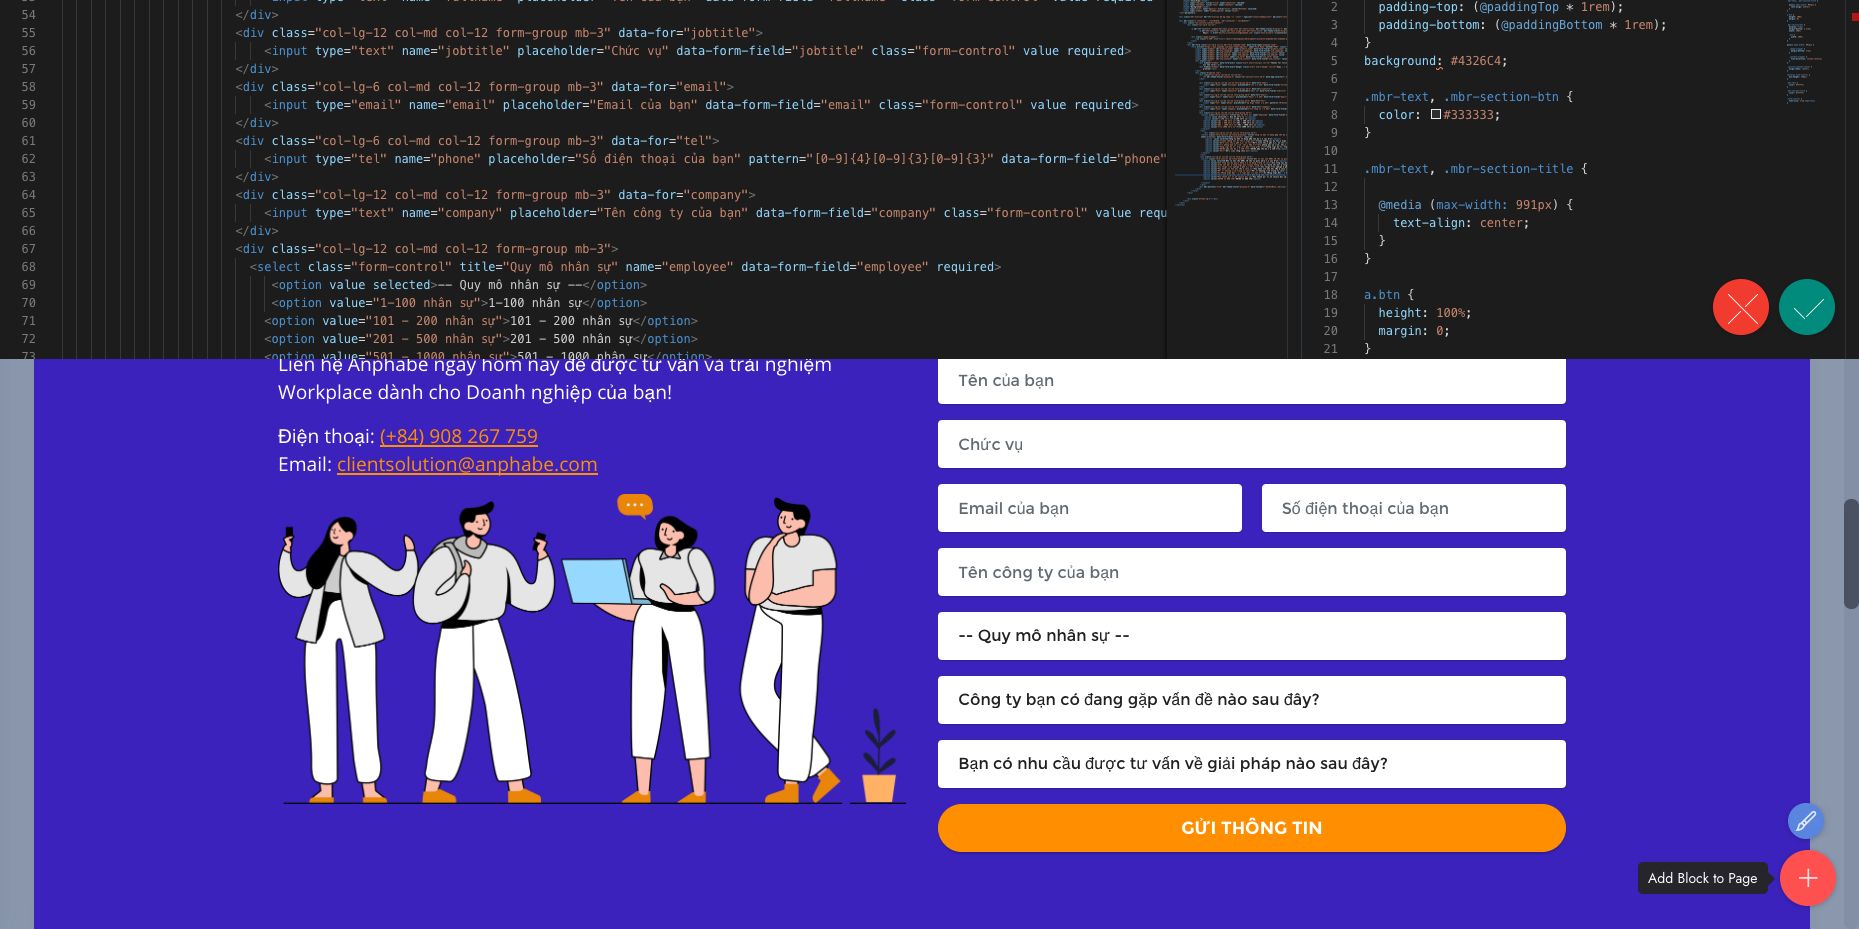 54 </div>
55 <div class="col-lg-12 col-md col-12 form-group mb-3" data-for="jobtitle">
56 <input type="text" name="jobtitle" placeholder="Chức vụ" data-form-field="jobtitle" class="form-control" value required>
57 </div>
58 <div class="col-lg-6 col-md col-12 form-group mb-3" data-for="email">
59 <input type="email" name="email" placeholder="Email của bạn" data-form-field="email" class="form-control" value required>
60 </div>
61 <div class="col-lg-6 col-md col-12 form-group mb-3" data-for="tel">
62 <input type="tel" name="phone" placeholder="Số điện thoại của bạn" pattern="[0-9]{4}[0-9]{3}[0-9]{3}" data-form-field="phone"
63 </div>
64 <div class="col-lg-12 col-md col-12 form-group mb-3" data-for="company">
65 <input type="text" name="company" placeholder="Tên công ty của bạn" data-form-field="company" class="form-control" value requ
66 </div>
67 <div class="col-lg-12 col-md col-12 form-group mb-3">
68 <select class="form-control" title="Quy mô nhân sự" name="employee" data-form-field="employee" required>
69 <option value selected>-- Quy mô nhân sự --</option>
70 <option value="1-100 nhân sự">1-100 nhân sự</option>
71 <option value="101 - 200 nhân sự">101 - 200 nhân sự</option>
72 <option value="201 - 500 nhân sự">201 - 500 nhân sự</option>
73 <option value="501 - 1000 nhân sự">501 - 1000 nhân sự</option>
2 padding-top: (@paddingTop * 1rem);
3 padding-bottom: (@paddingBottom * 1rem);
4 }
5 background: #4326C4;
6
7 .mbr-text, .mbr-section-btn {
8 color: #333333;
9 }
10
11 .mbr-text, .mbr-section-title {
12
13 @media (max-width: 991px) {
14 text-align: center;
15 }
16 }
17
18 a.btn {
19 height: 100%;
20 margin: 0;
21 }
Liên hệ Anphabe ngay hôm nay để được tư vấn và trải nghiệm
Workplace dành cho Doanh nghiệp của bạn!
Điện thoại: (+84) 908 267 759
Email: clientsolution@anphabe.com
Tên của bạn
Chức vụ
Email của bạn
Số điện thoại của bạn
Tên công ty của bạn
-- Quy mô nhân sự --
Công ty bạn có đang gặp vấn đề nào sau đây?
Bạn có nhu cầu được tư vấn về giải pháp nào sau đây?
GỬI THÔNG TIN
Add Block to Page